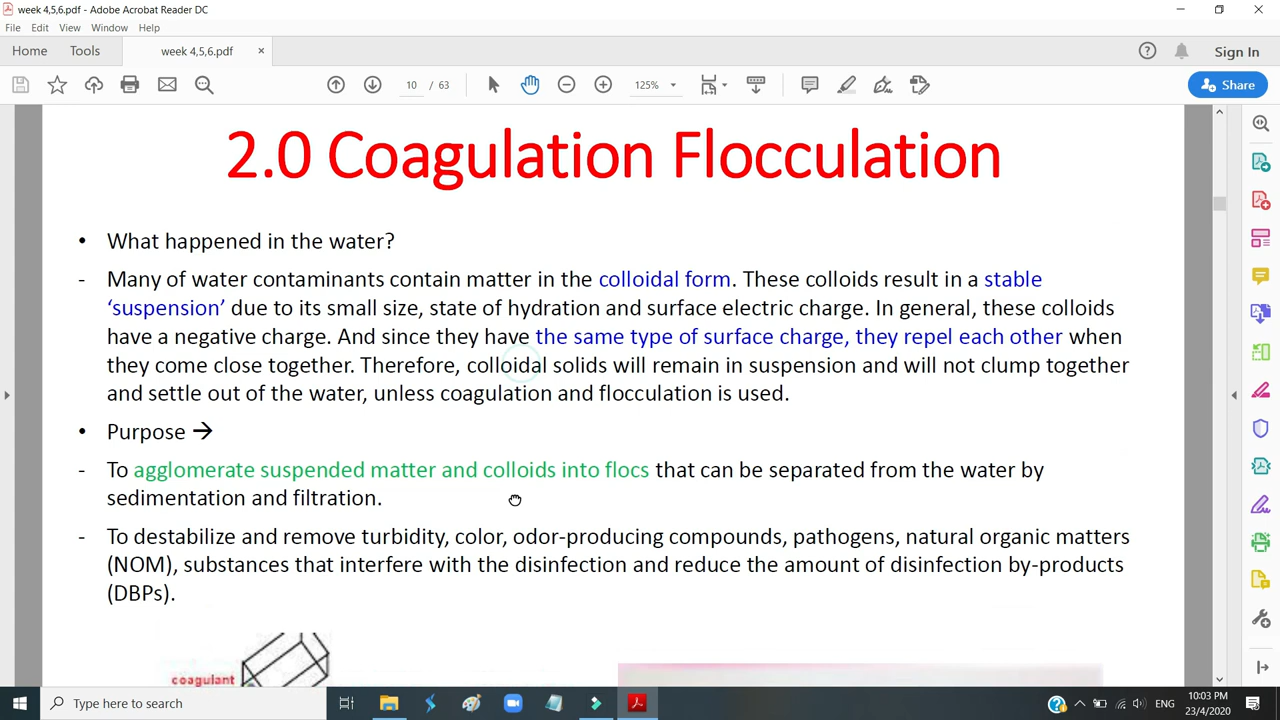 week 4,5,6.pdf - Adobe Acrobat Reader DC
File Edit View Window Help
Home Tools week 4,5,6.pdf × Sign In
10 / 63 125% Share
2.0 Coagulation Flocculation
• What happened in the water?
- Many of water contaminants contain matter in the colloidal form. These colloids result in a stable
‘suspension’ due to its small size, state of hydration and surface electric charge. In general, these colloids
have a negative charge. And since they have the same type of surface charge, they repel each other when
they come close together. Therefore, colloidal solids will remain in suspension and will not clump together
and settle out of the water, unless coagulation and flocculation is used.
• Purpose →
- To agglomerate suspended matter and colloids into flocs that can be separated from the water by
sedimentation and filtration.
- To destabilize and remove turbidity, color, odor-producing compounds, pathogens, natural organic matters
(NOM), substances that interfere with the disinfection and reduce the amount of disinfection by-products
(DBPs).
coagulant
Type here to search
ENG
10:03 PM
23/4/2020